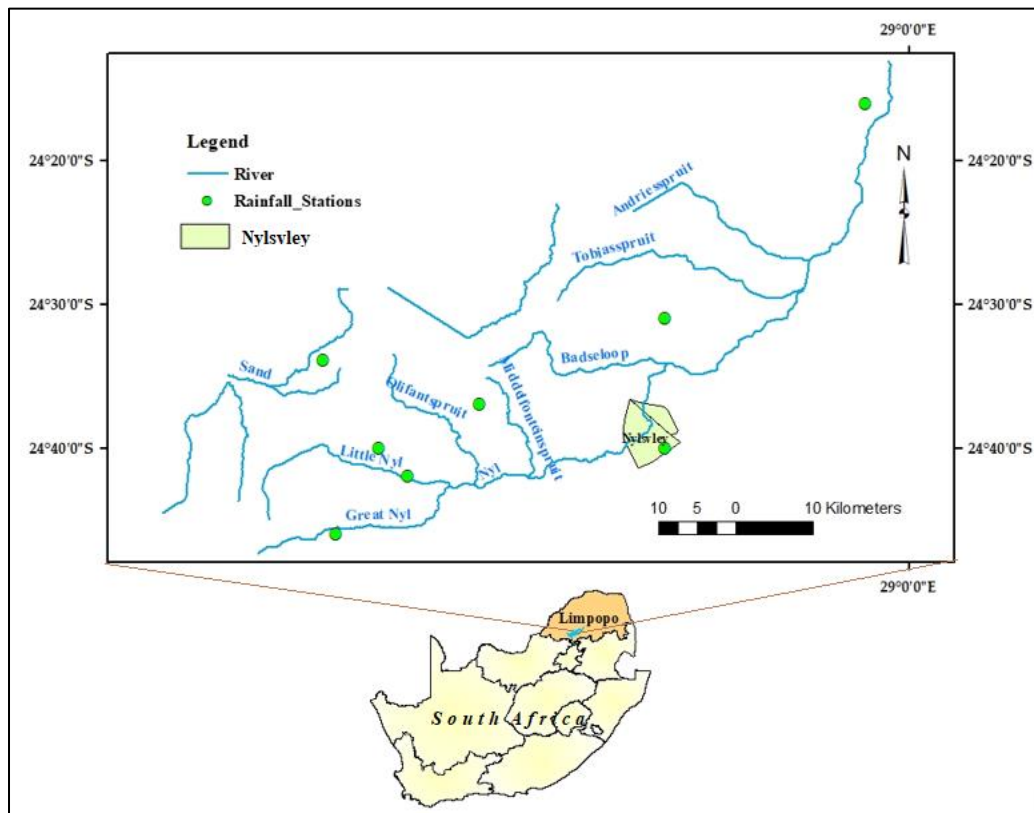 29°0'0"E
Legend
River
Rainfall_Stations
Nylsvley
24°20'0"S
24°20'0"S
N
Andriesspruit
Tobiasspruit
24°30'0"S
24°30'0"S
Sand
Badseloop
Olifantspruit
Middfonteinspruit
Nylsvley
24°40'0"S
24°40'0"S
Little Nyl
Nyl
Great Nyl
10 5 0 10 Kilometers
29°0'0"E
Limpopo
South Africa